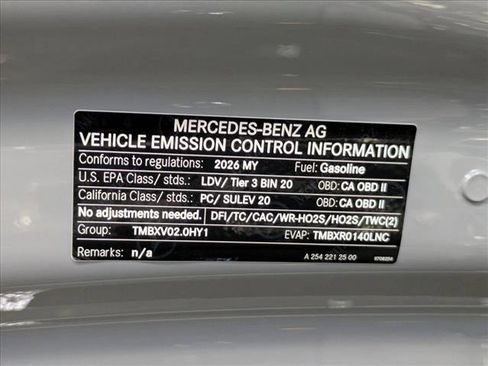 MERCEDES-BENZ AG
VEHICLE EMISSION CONTROL INFORMATION
Conforms to regulations: 2026 MY Fuel: Gasoline
U.S. EPA Class/ stds.: LDV/ Tier 3 BIN 20 OBD: CA OBD II
California Class/ stds.: PC/ SULEV 20 OBD: CA OBD II
No adjustments needed. DFI/TC/CAC/WR-HO2S/HO2S/TWC(2)
Group: TMBXV02.0HY1 EVAP: TMBXR0140LNC
Remarks: n/a A 254 221 25 00